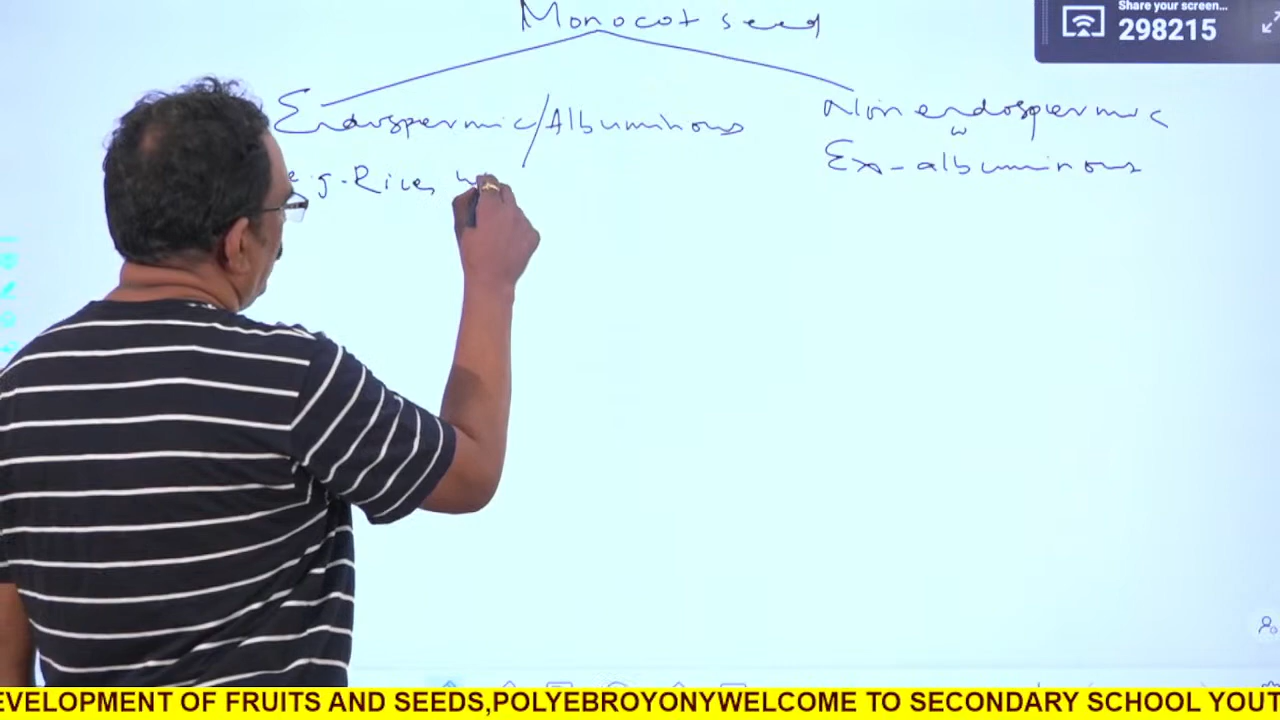 Monocot seed
Share your screen...
298215
Endospermic/Albuminous
Non endospermic
Ex-albuminous
e.g. Rice,
EVELOPMENT OF FRUITS AND SEEDS,POLYEBROYONYWELCOME TO SECONDARY SCHOOL YOUT